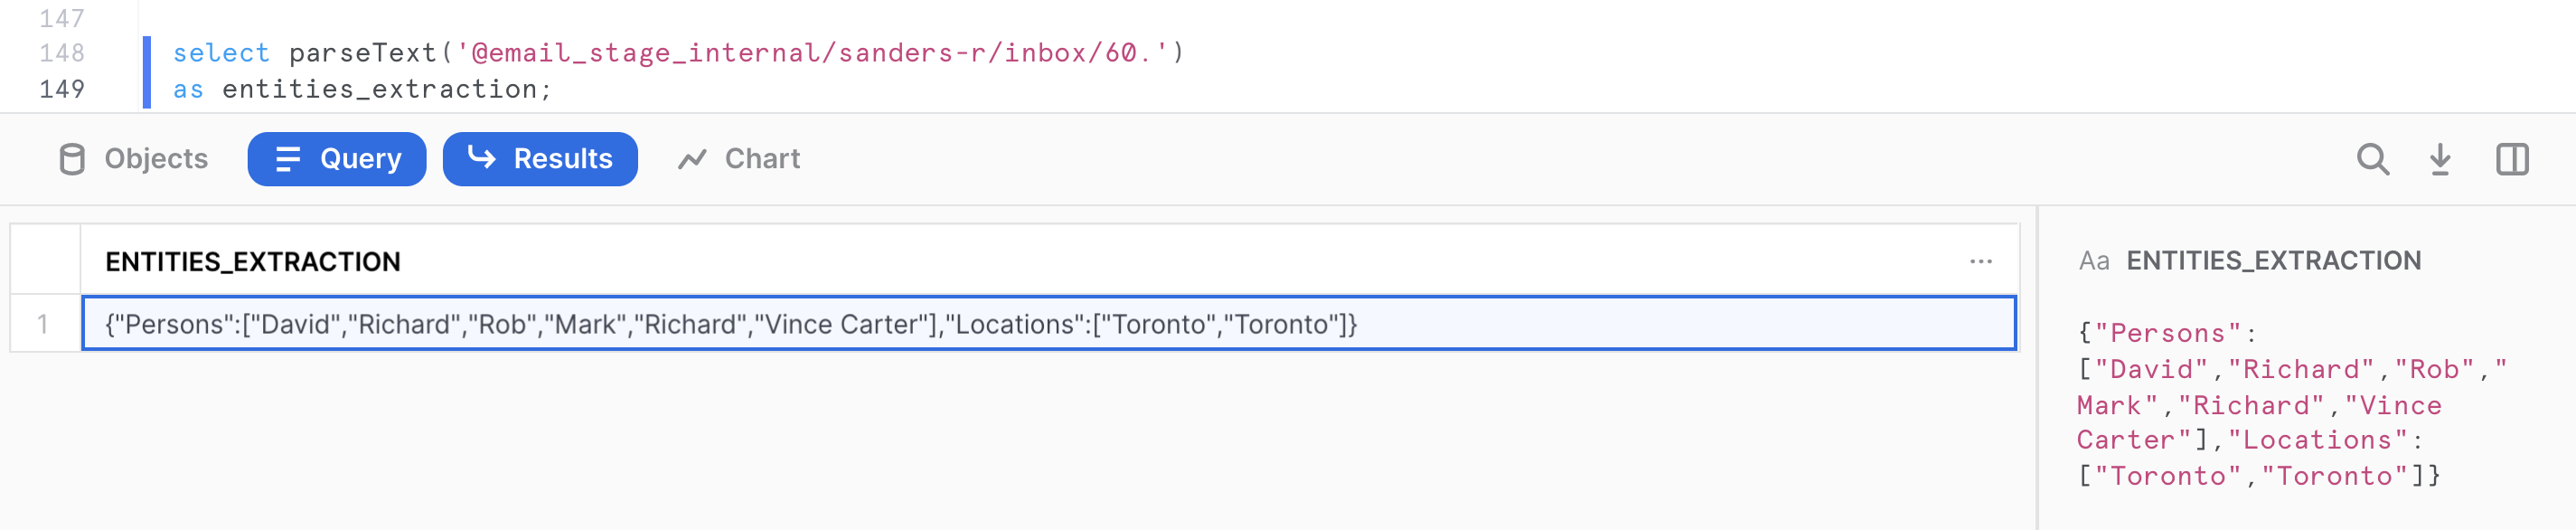 147
148 select parseText('@email_stage_internal/sanders-r/inbox/60.')
149 as entities_extraction;
Objects Query Results Chart
ENTITIES_EXTRACTION ...
1 {"Persons":["David","Richard","Rob","Mark","Richard","Vince Carter"],"Locations":["Toronto","Toronto"]}
Aa ENTITIES_EXTRACTION
{"Persons":
["David","Richard","Rob","
Mark","Richard","Vince
Carter"],"Locations":
["Toronto","Toronto"]}